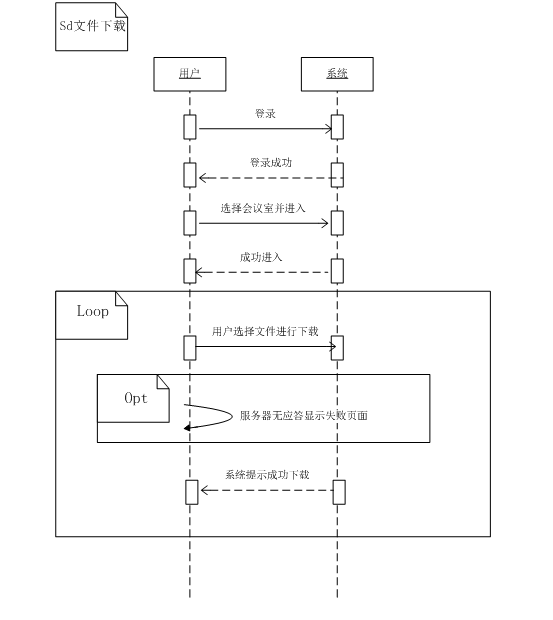 Sd文件下载
用户
系统
登录
登录成功
选择会议室并进入
成功进入
Loop
用户选择文件进行下载
Opt
服务器无应答显示失败页面
系统提示成功下载